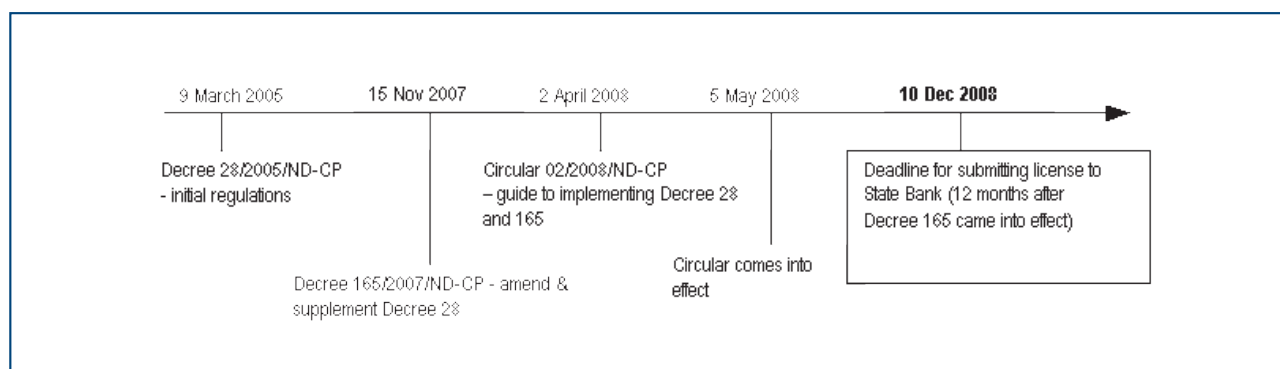 9 March 2005
15 Nov 2007
2 April 2008
5 May 2008
10 Dec 2008
Decree 28/2005/ND-CP
- initial regulations
Decree 165/2007/ND-CP - amend &
supplement Decree 28
Circular 02/2008/ND-CP
– guide to implementing Decree 28
and 165
Circular comes into
effect
Deadline for submitting license to
State Bank (12 months after
Decree 165 came into effect)